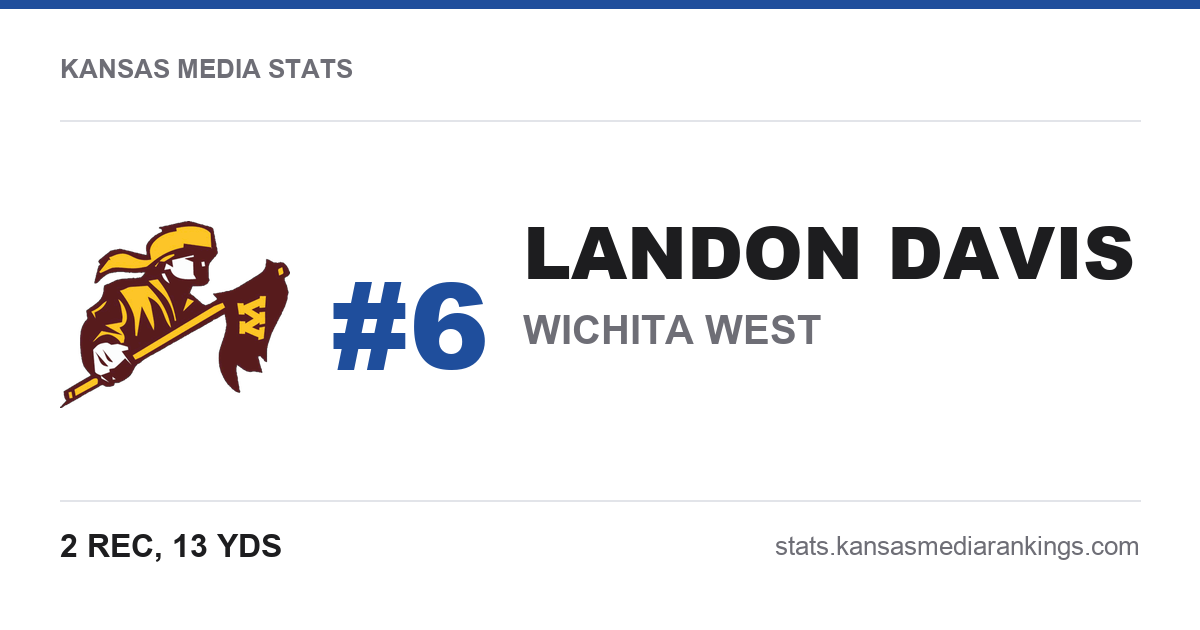 KANSAS MEDIA STATS
W
#6
LANDON DAVIS
WICHITA WEST
2 REC, 13 YDS
stats.kansasmediarankings.com